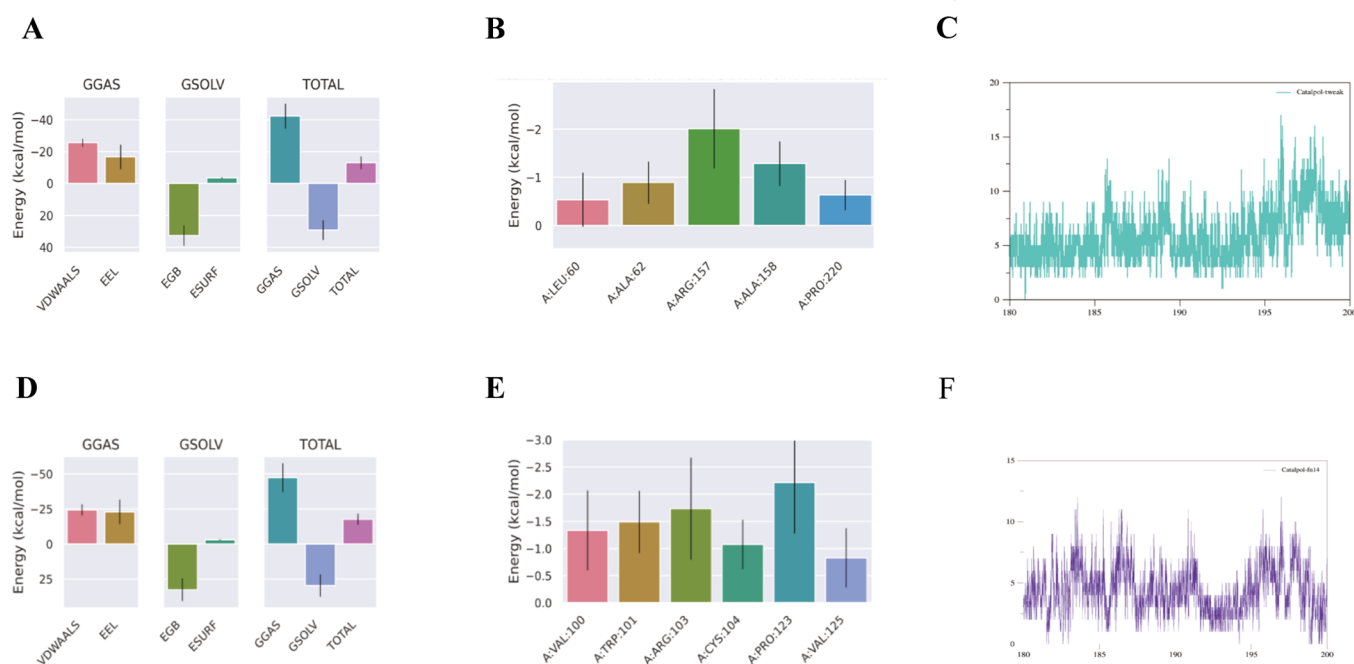 A
GGAS GSOLV TOTAL
Energy (kcal/mol)
−40
−20
0
20
40
VDWAALS EEL EGB ESURF GGAS GSOLV TOTAL
B
Energy (kcal/mol)
−2
−1
0
A:LEU:60 A:ALA:62 A:ARG:157 A:ALA:158 A:PRO:220
C
Catalpol-tweak
20
15
10
5
0
180 185 190 195 200
D
GGAS GSOLV TOTAL
Energy (kcal/mol)
−50
−25
0
25
VDWAALS EEL EGB ESURF GGAS GSOLV TOTAL
E
Energy (kcal/mol)
−3.0
−2.5
−2.0
−1.5
−1.0
−0.5
0.0
A:VAL:100 A:TRP:101 A:ARG:103 A:CYS:104 A:PRO:123 A:VAL:125
F
Catalpol-fn14
15
10
5
0
180 185 190 195 200